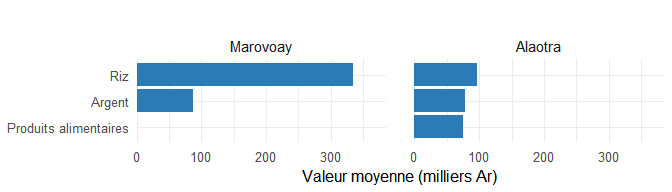 Marovoay Alaotra
Riz
Argent
Produits alimentaires
0 100 200 300 0 100 200 300
Valeur moyenne (milliers Ar)